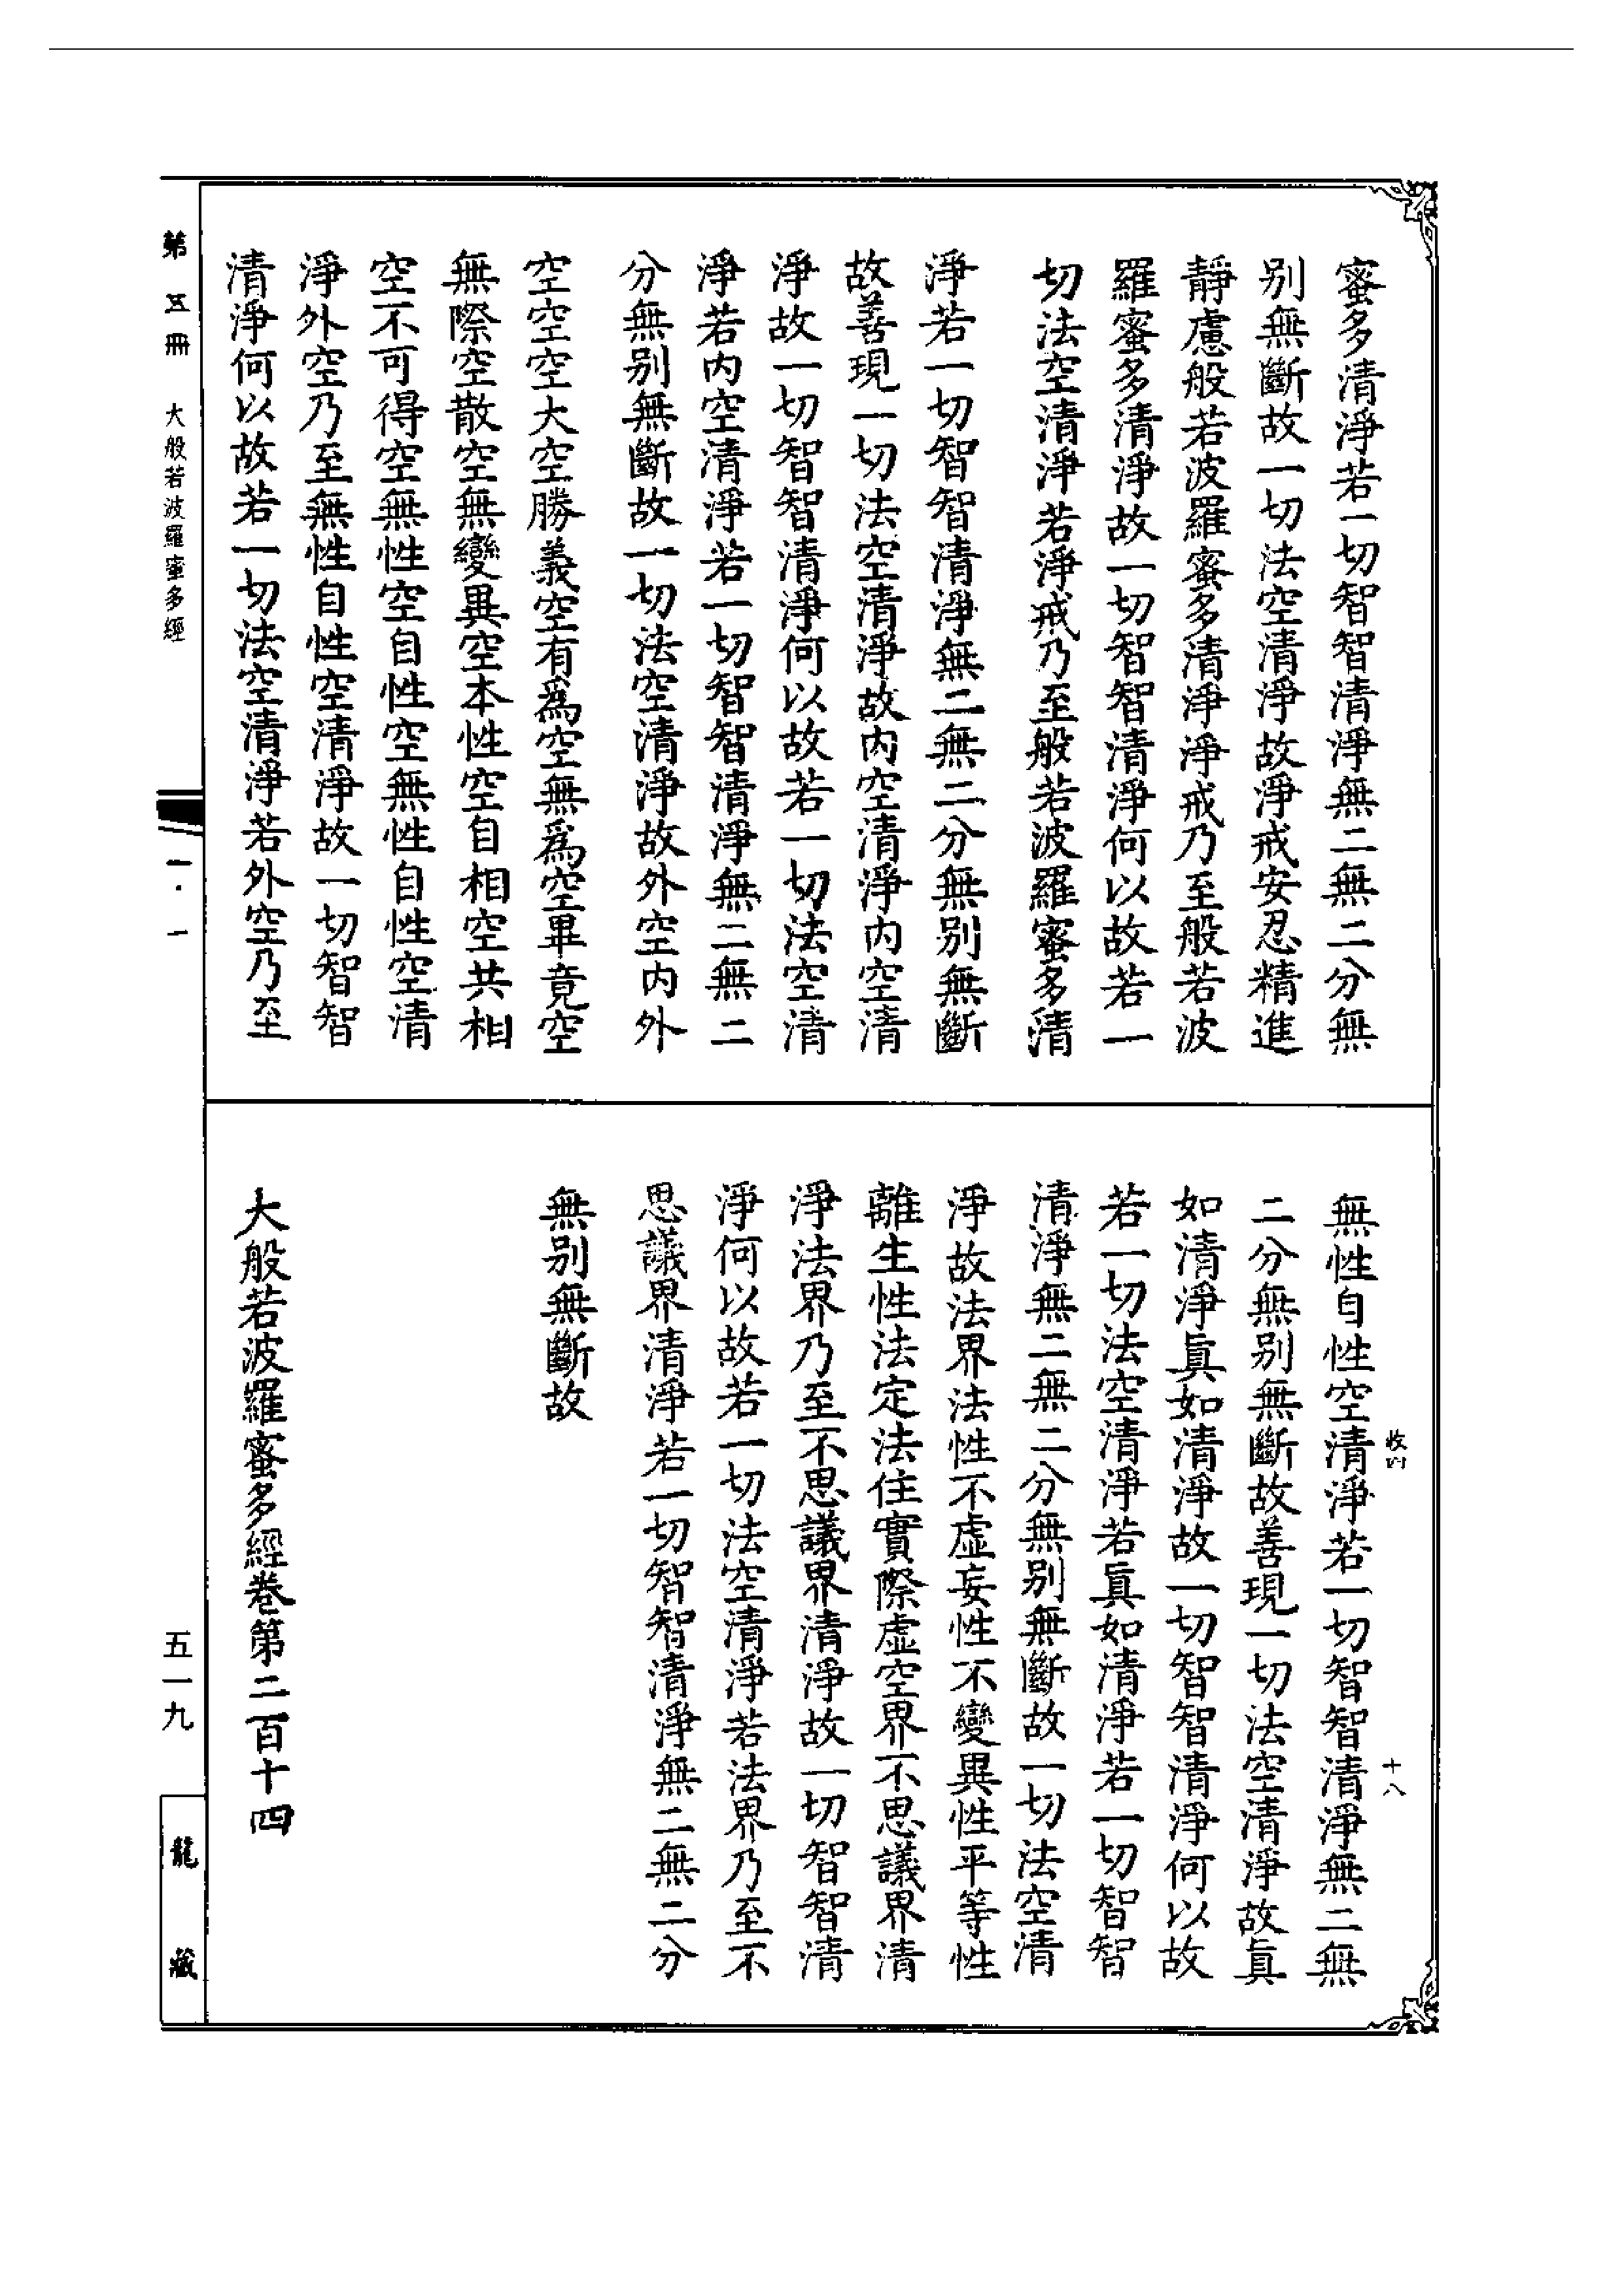 蜜多清淨若一切智智清淨無二無二分無
别無斷故一切法空清淨故淨戒安忍精進
靜慮般若波羅蜜多清淨淨戒乃至般若波
羅蜜多清淨故一切智智清淨何以故若一
切法空清淨若淨戒乃至般若波羅蜜多清
淨若一切智智清淨無二無二分無别無斷
故善現一切法空清淨故内空清淨内空清
淨故一切智智清淨何以故若一切法空清
淨若内空清淨若一切智智清淨無二無二
分無别無斷故一切法空清淨故外空内外
空空空大空勝義空有爲空無爲空畢竟空
無際空散空無變異空本性空自相空共相
空不可得空無性空自性空無性自性空清
淨外空乃至無性自性空清淨故一切智智
清淨何以故若一切法空清淨若外空乃至
無性自性空清淨若一切智智清淨無二無
二分無别無斷故善現一切法空清淨故眞
如清淨眞如清淨故一切智智清淨何以故
若一切法空清淨若眞如清淨若一切智智
清淨無二無二分無别無斷故一切法空清
淨故法界法性不虛妄性不變異性平等性
離生性法定法住實際虛空界不思議界清
淨法界乃至不思議界清淨故一切智智清
淨何以故若一切法空清淨若法界乃至不
思議界清淨若一切智智清淨無二無二分
無别無斷故
大般若波羅蜜多經卷第二百十四
收四
十八
第五冊 大般若波羅蜜多經
一·一
五一九
龍藏